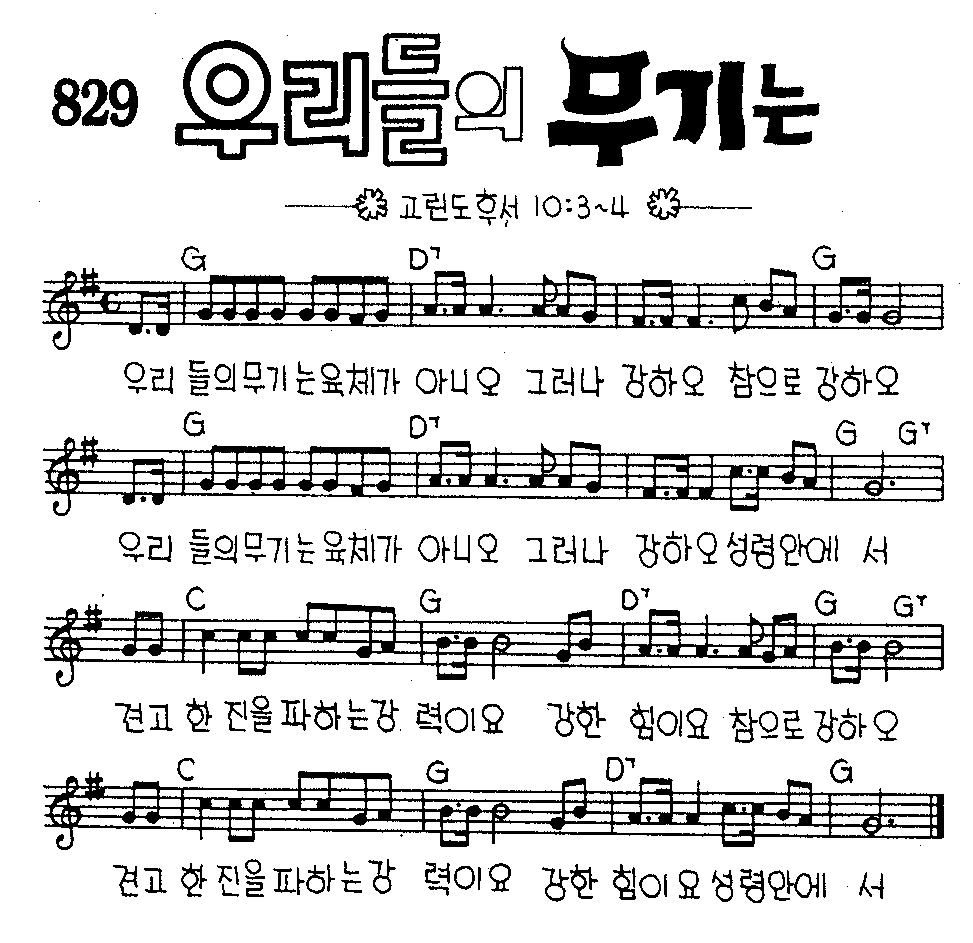 829 우리들의 무기는
고린도후서 10:3~4
G D7 G
우리 들의무기는육체가 아니오 그러나 강하오 참으로 강하오
G D7 G G7
우리 들의무기는육체가 아니오 그러나 강하오 성령안에 서
C G D7 G G7
견고 한 진을 파하는강 력이요 강한 힘이요 참으로 강하오
C G D7 G
견고 한 진을 파하는강 력이요 강한 힘이요 성령안에 서